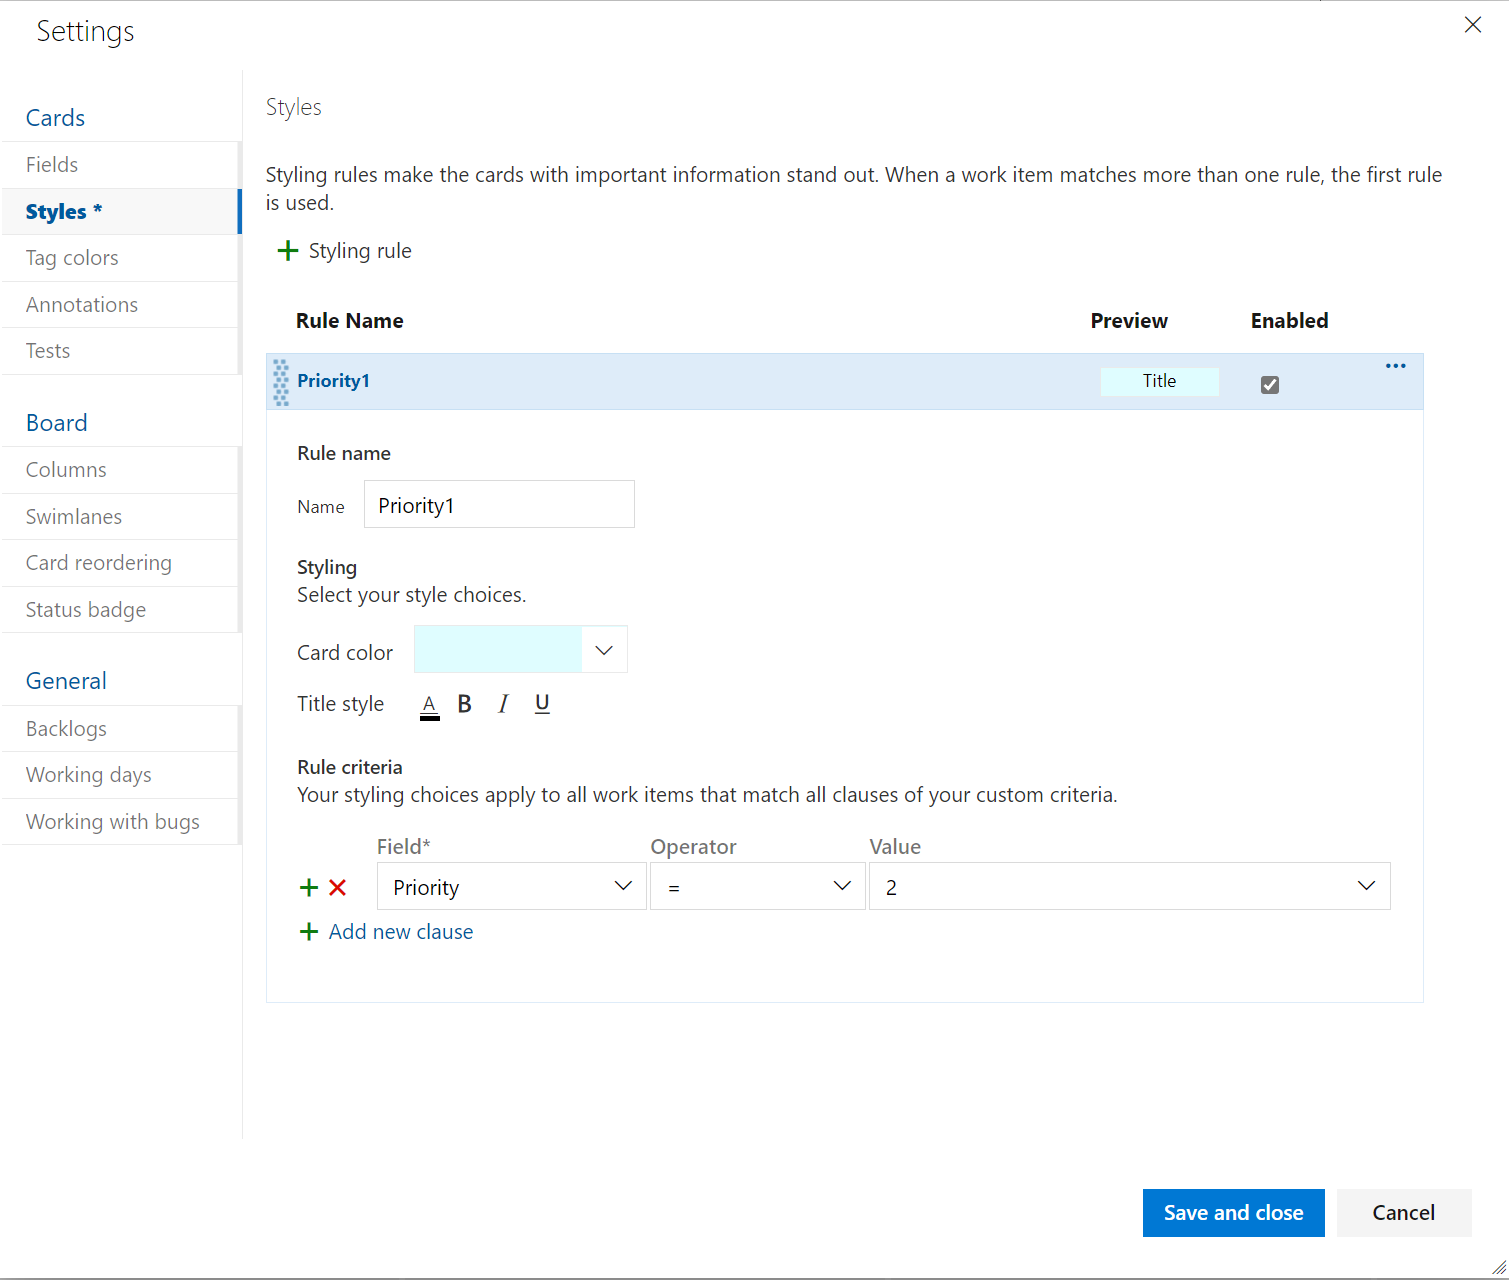 Settings
Cards
Fields
Styles *
Tag colors
Annotations
Tests
Board
Columns
Swimlanes
Card reordering
Status badge
General
Backlogs
Working days
Working with bugs
Styles
Styling rules make the cards with important information stand out. When a work item matches more than one rule, the first rule
is used.
+ Styling rule
Rule Name Preview Enabled
Priority1 Title ...
Rule name
Name Priority1
Styling
Select your style choices.
Card color
Title style A B I U
Rule criteria
Your styling choices apply to all work items that match all clauses of your custom criteria.
Field* Operator Value
Priority = 2
+ Add new clause
Save and close Cancel